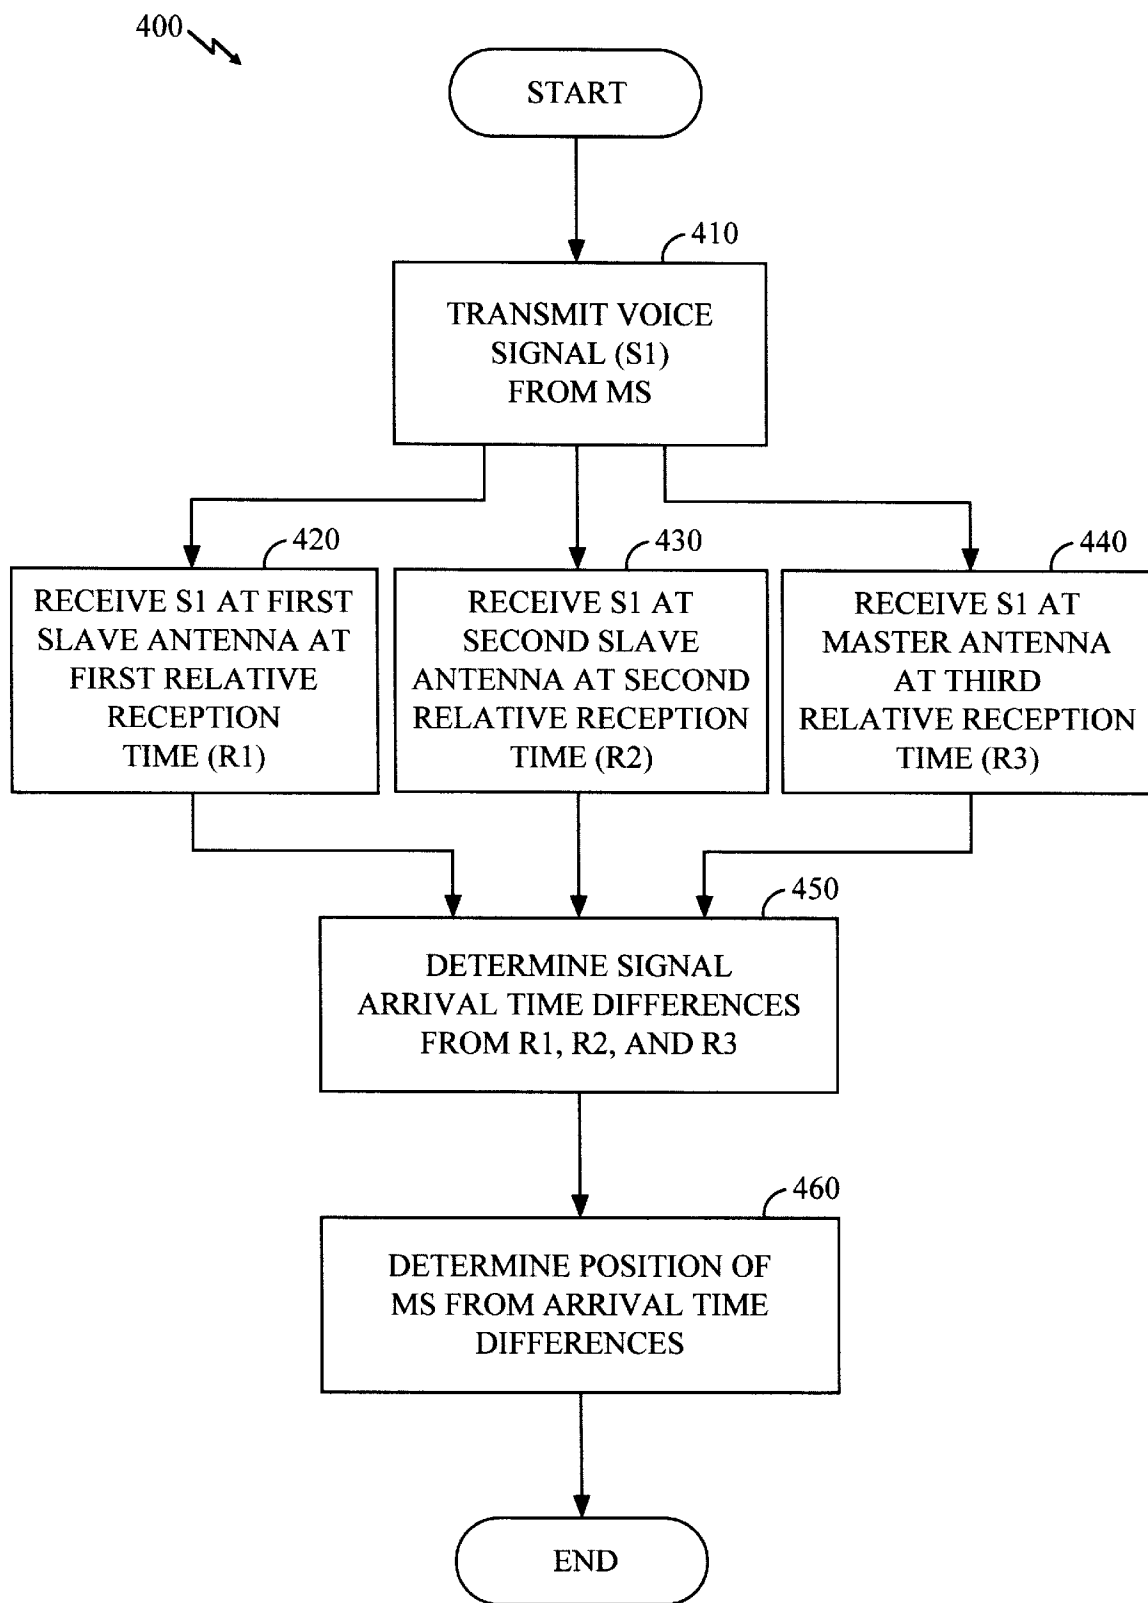 400
START
410
TRANSMIT VOICE
SIGNAL (S1)
FROM MS
420
RECEIVE S1 AT FIRST
SLAVE ANTENNA AT
FIRST RELATIVE
RECEPTION
TIME (R1)
430
RECEIVE S1 AT
SECOND SLAVE
ANTENNA AT SECOND
RELATIVE RECEPTION
TIME (R2)
440
RECEIVE S1 AT
MASTER ANTENNA
AT THIRD
RELATIVE RECEPTION
TIME (R3)
450
DETERMINE SIGNAL
ARRIVAL TIME DIFFERENCES
FROM R1, R2, AND R3
460
DETERMINE POSITION OF
MS FROM ARRIVAL TIME
DIFFERENCES
END